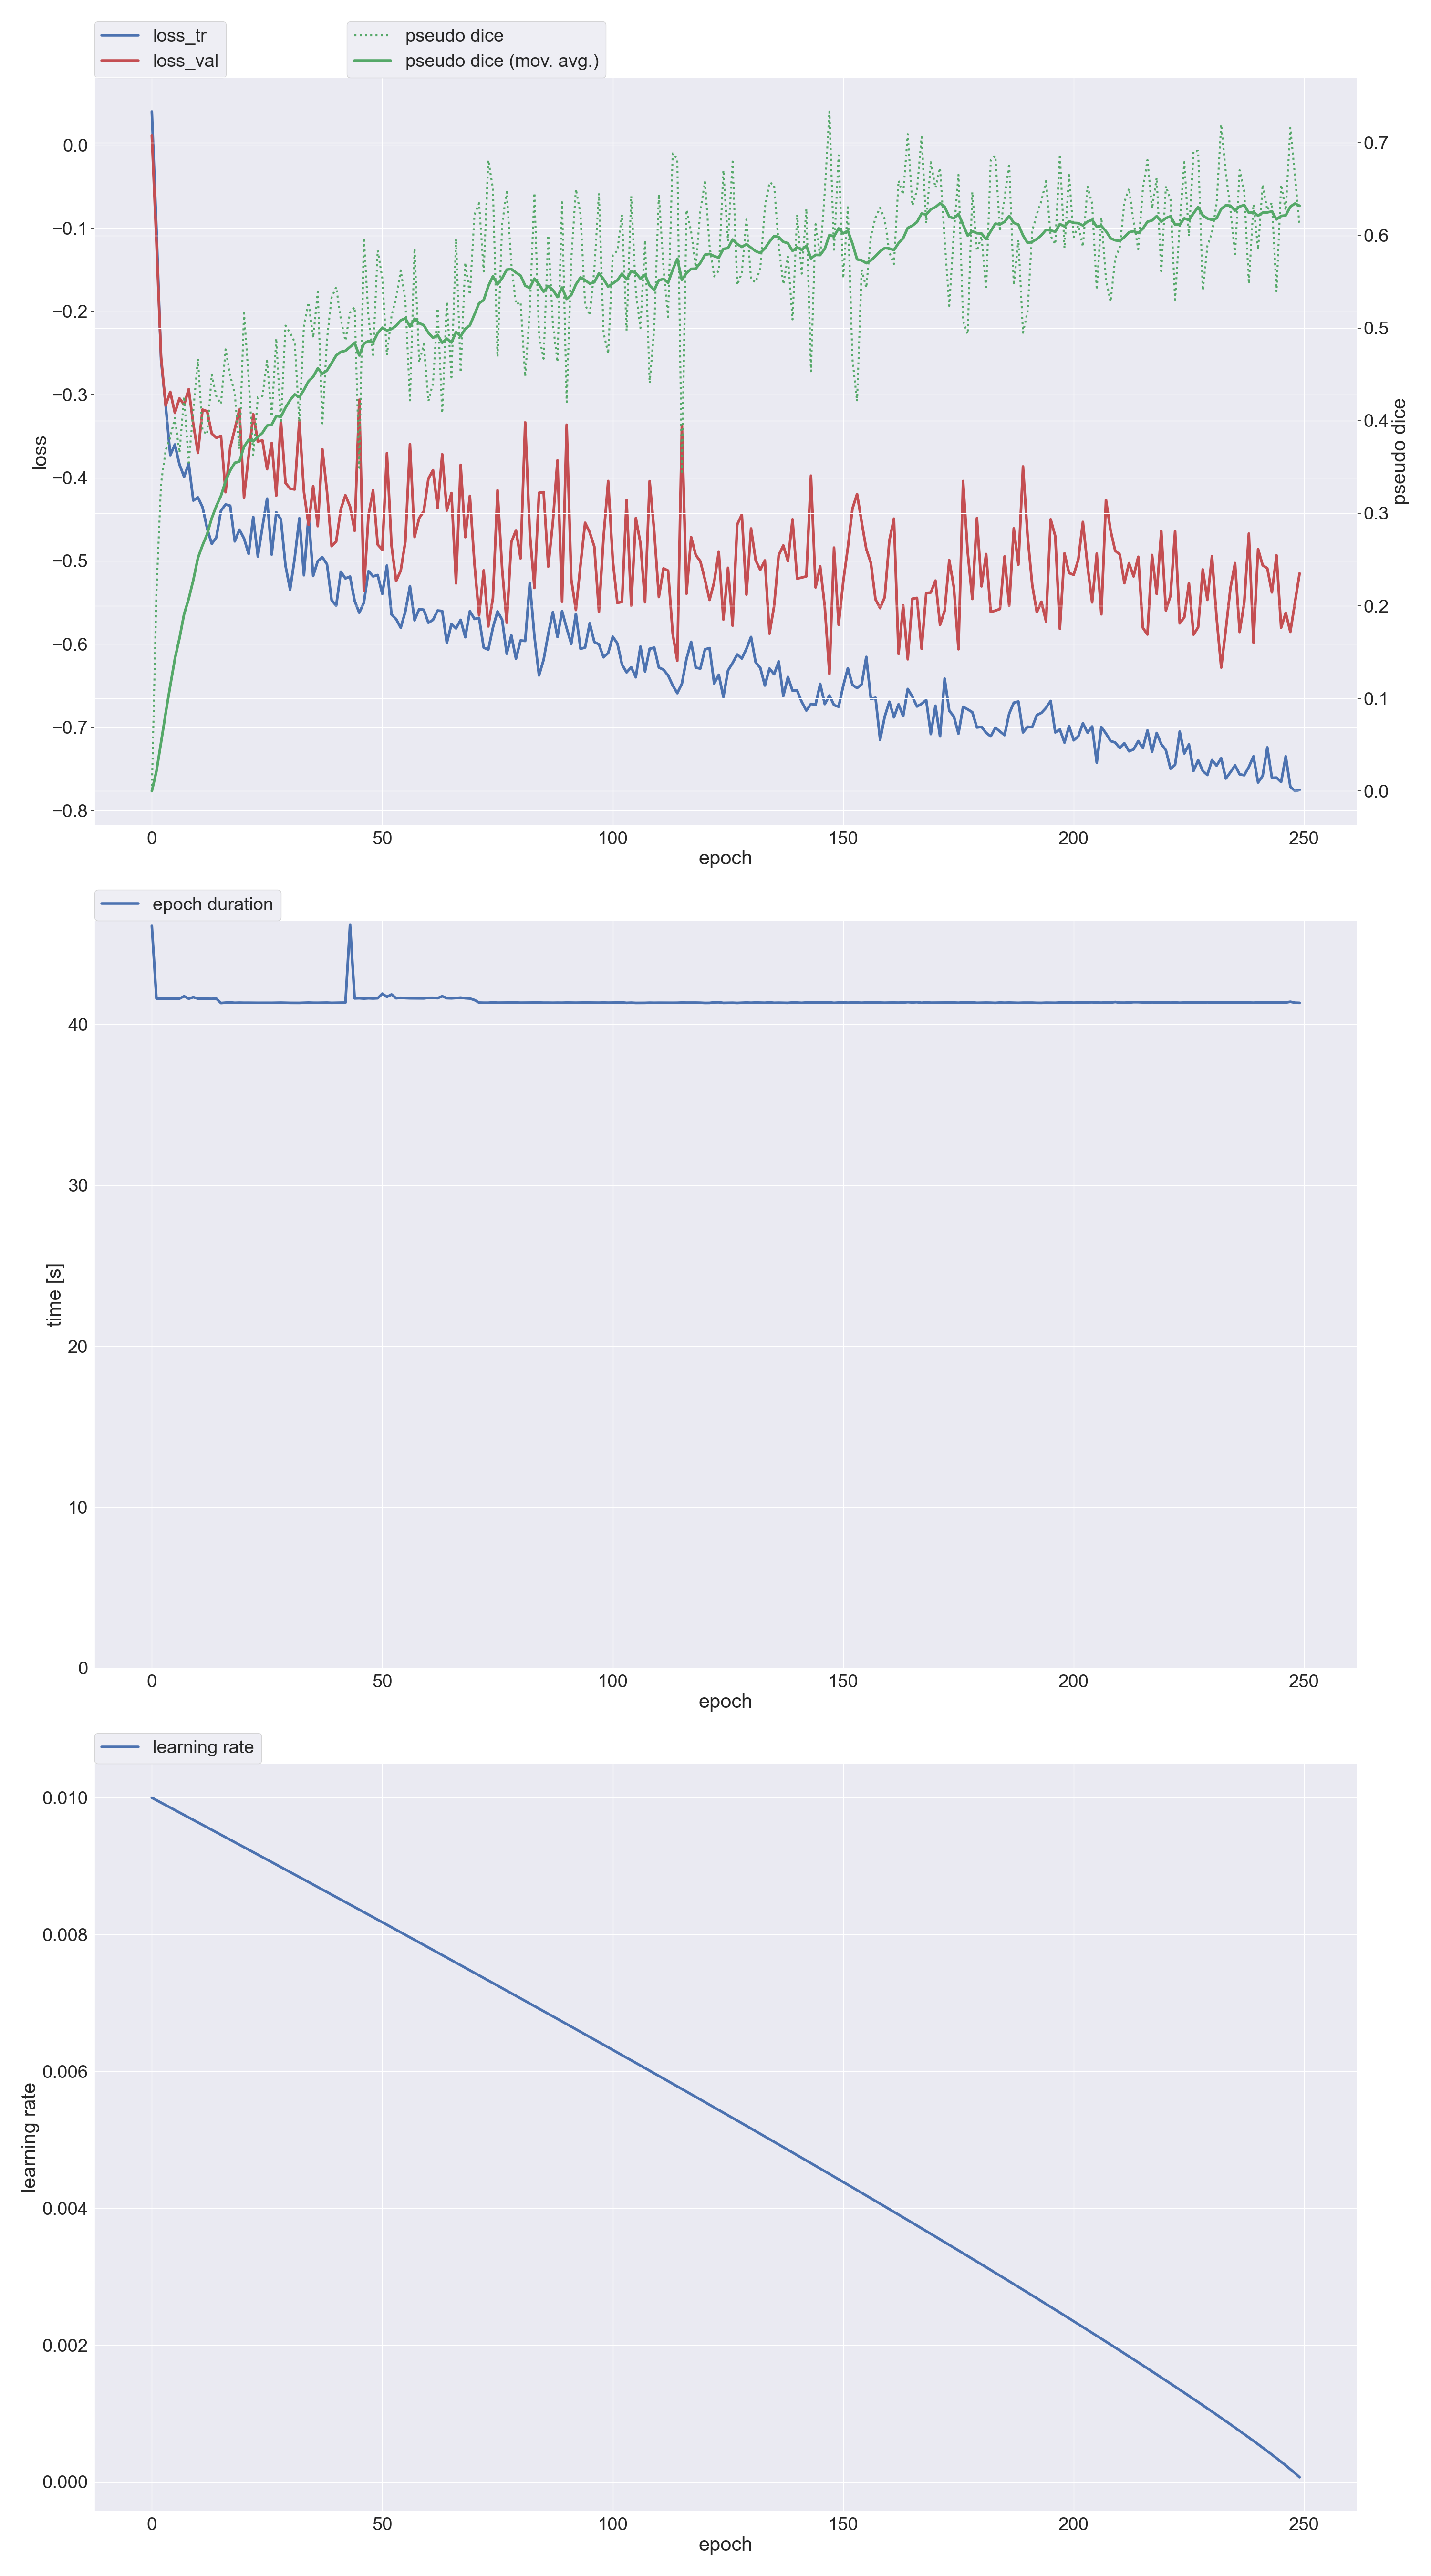 loss_tr
loss_val
pseudo dice
pseudo dice (mov. avg.)
0.0
−0.1
−0.2
−0.3
−0.4
−0.5
−0.6
−0.7
−0.8
loss
0.7
0.6
0.5
0.4
0.3
0.2
0.1
0.0
pseudo dice
0 50 100 150 200 250
epoch
epoch duration
40
30
20
10
0
time [s]
0 50 100 150 200 250
epoch
learning rate
0.010
0.008
0.006
0.004
0.002
0.000
learning rate
0 50 100 150 200 250
epoch